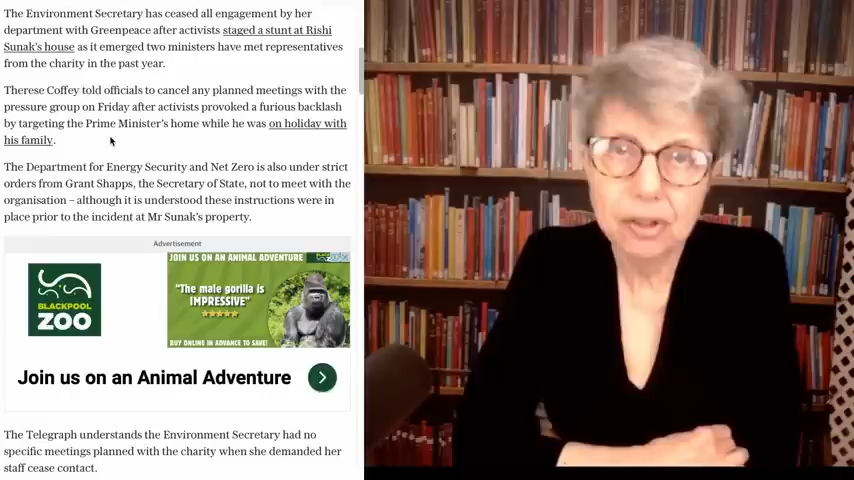 The Environment Secretary has ceased all engagement by her
department with Greenpeace after activists staged a stunt at Rishi
Sunak's house as it emerged two ministers have met representatives
from the charity in the past year.
Therese Coffey told officials to cancel any planned meetings with the
pressure group on Friday after activists provoked a furious backlash
by targeting the Prime Minister's home while he was on holiday with
his family.
The Department for Energy Security and Net Zero is also under strict
orders from Grant Shapps, the Secretary of State, not to meet with the
organisation – although it is understood these instructions were in
place prior to the incident at Mr Sunak's property.
Advertisement
BLACKPOOL
ZOO
JOIN US ON AN ANIMAL ADVENTURE
"The male gorilla is
IMPRESSIVE"
BUY ONLINE IN ADVANCE TO SAVE!
Join us on an Animal Adventure
The Telegraph understands the Environment Secretary had no
specific meetings planned with the charity when she demanded her
staff cease contact.